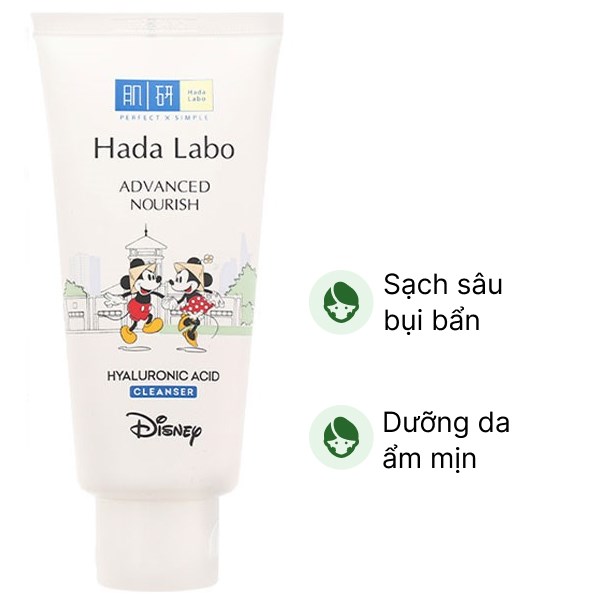 肌研
Hada
Labo
PERFECT X SIMPLE
Hada Labo
ADVANCED
NOURISH
HYALURONIC ACID
CLEANSER
Disney
Sạch sâu
bụi bẩn
Dưỡng da
ẩm mịn